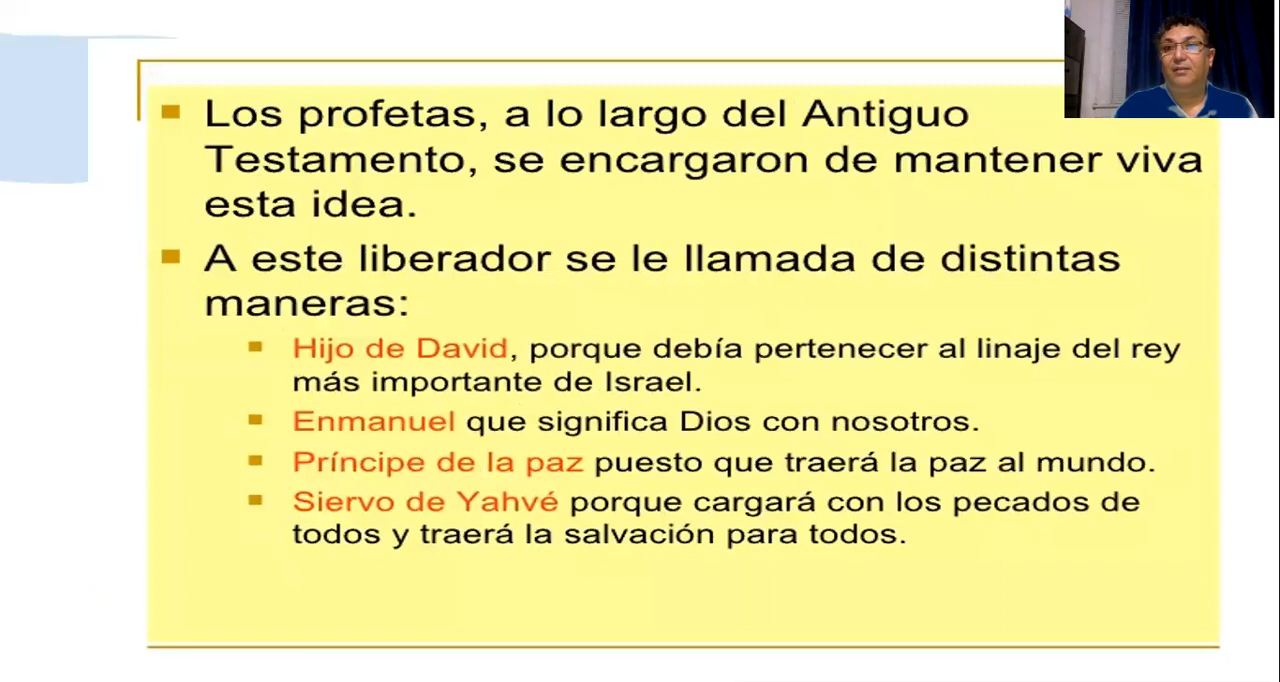 Los profetas, a lo largo del Antiguo
Testamento, se encargaron de mantener viva
esta idea.
A este liberador se le llamada de distintas
maneras:
Hijo de David, porque debía pertenecer al linaje del rey
más importante de Israel.
Enmanuel que significa Dios con nosotros.
Príncipe de la paz puesto que traerá la paz al mundo.
Siervo de Yahvé porque cargará con los pecados de
todos y traerá la salvación para todos.